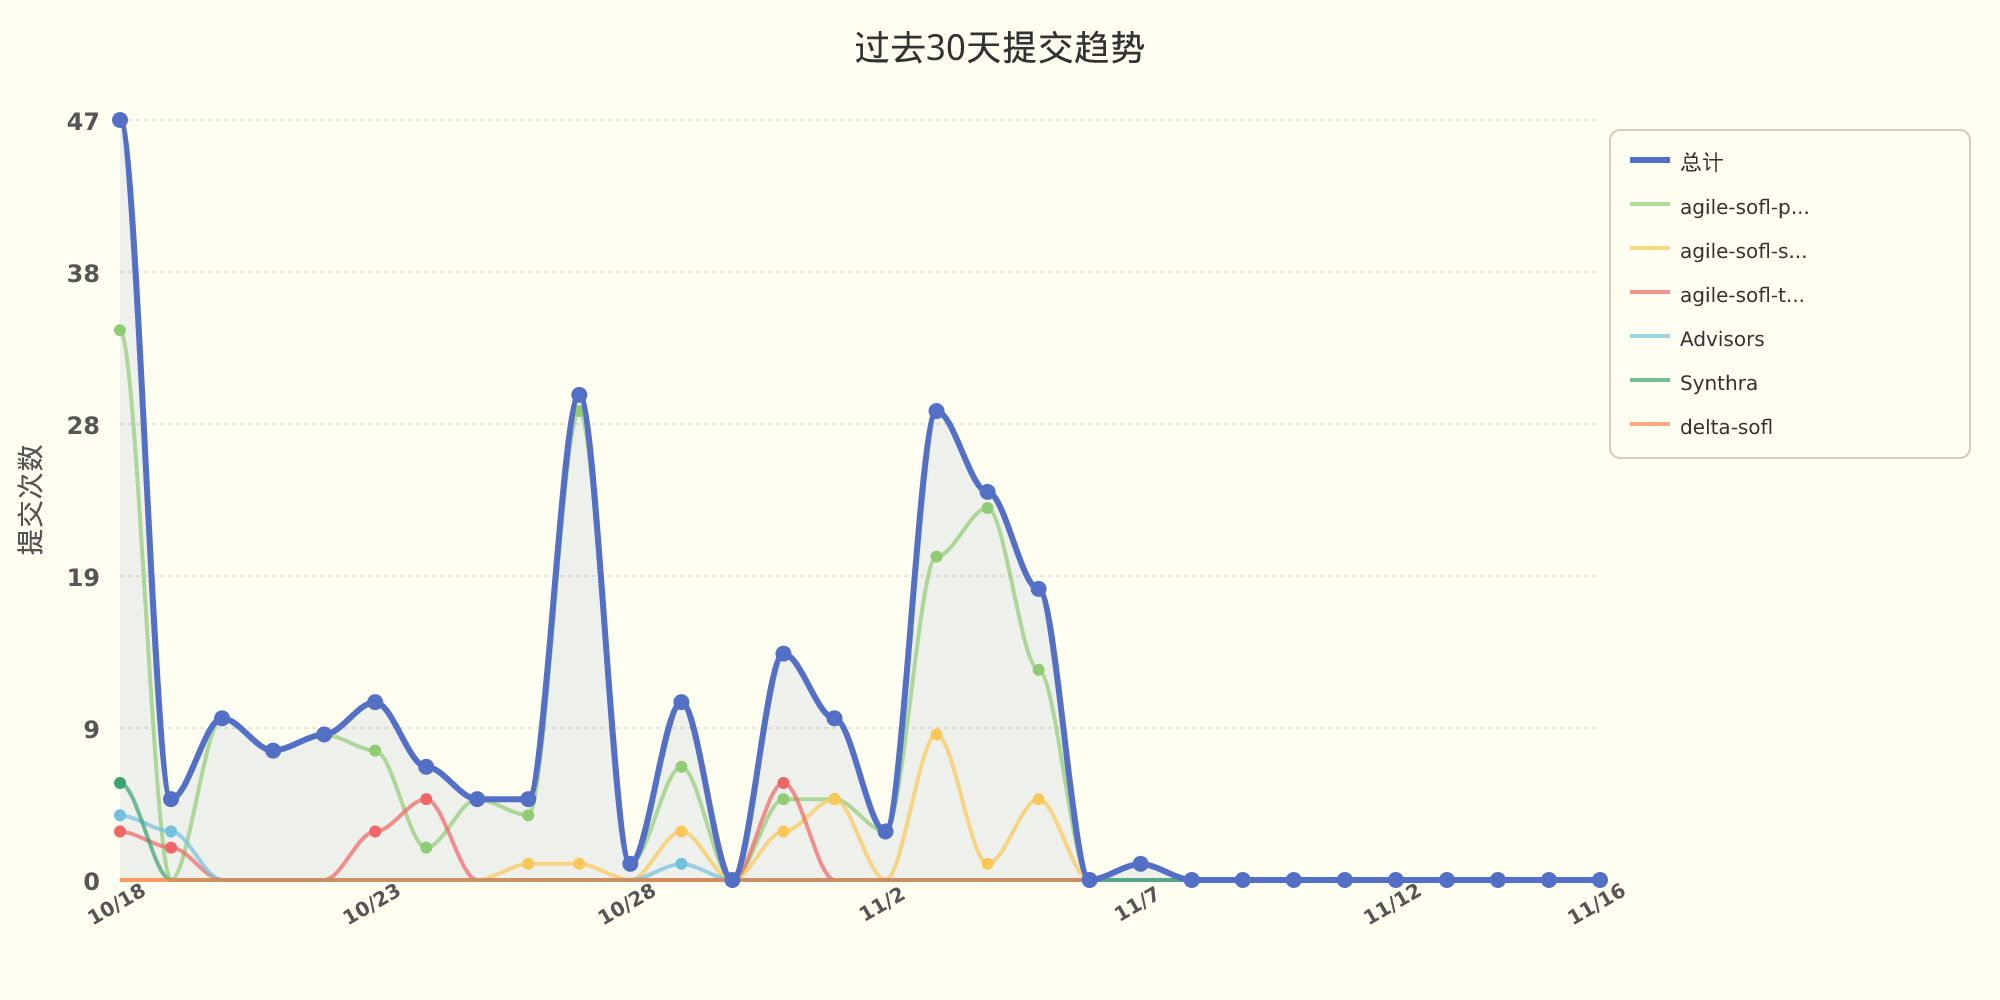 过去30天提交趋势
提交次数
47
38
28
19
9
0
10/18
10/23
10/28
11/2
11/7
11/12
11/16
总计
agile-sofl-p...
agile-sofl-s...
agile-sofl-t...
Advisors
Synthra
delta-sofl